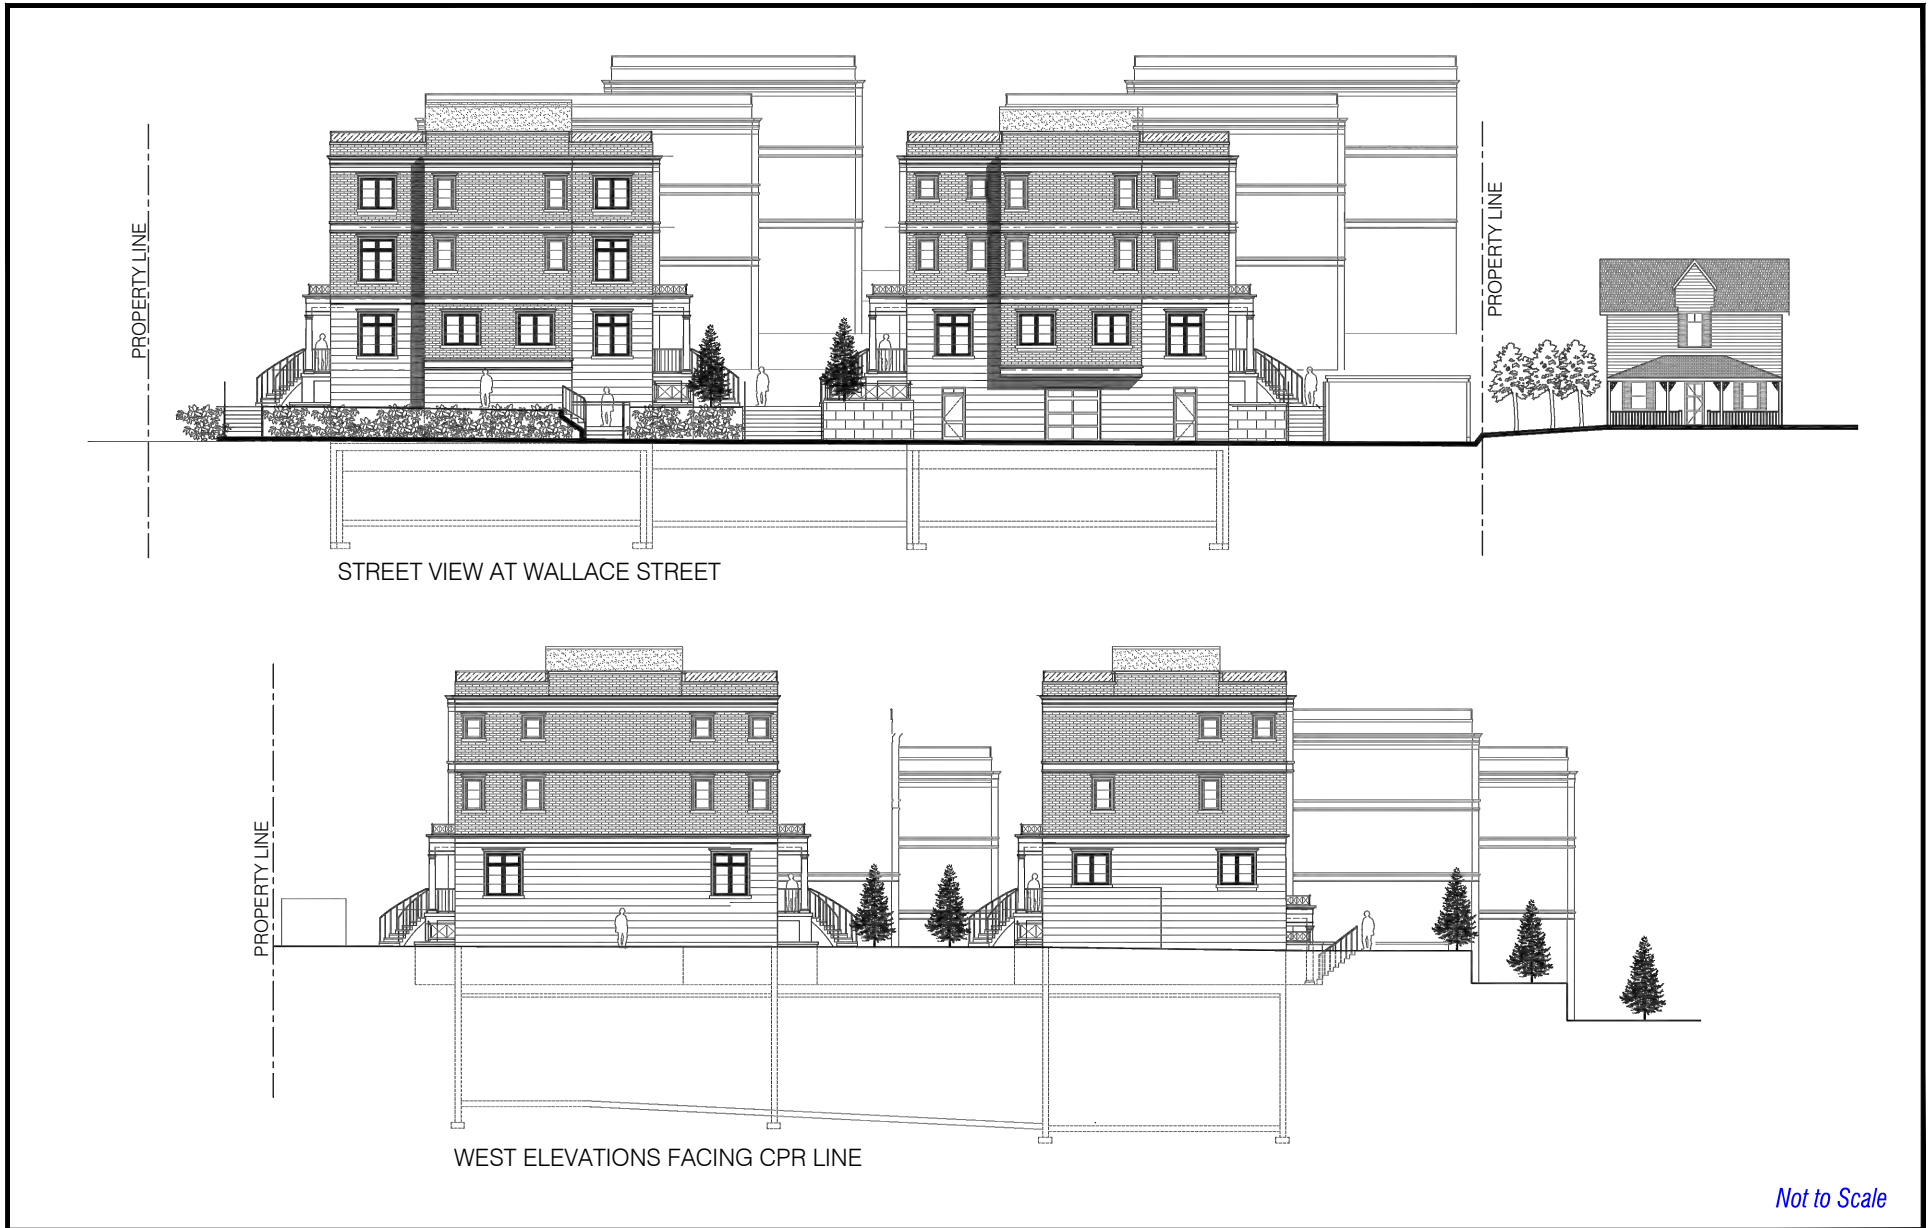 PROPERTY LINE
PROPERTY LINE
STREET VIEW AT WALLACE STREET
PROPERTY LINE
WEST ELEVATIONS FACING CPR LINE
Not to Scale